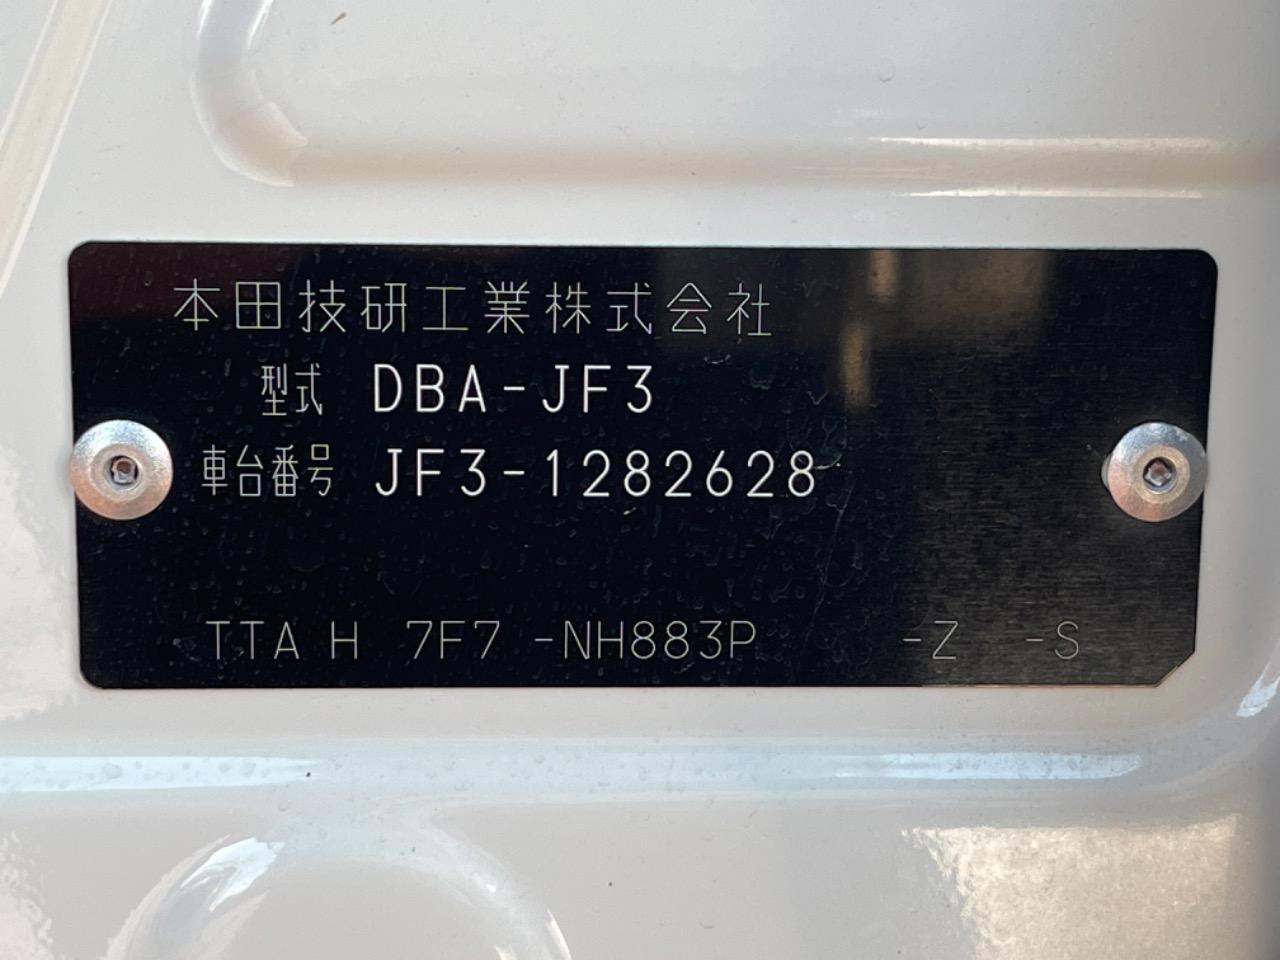 本田技研工業株式会社
型式 DBA-JF3
車台番号 JF3-1282628
TTA H 7F7 -NH883P -Z -S